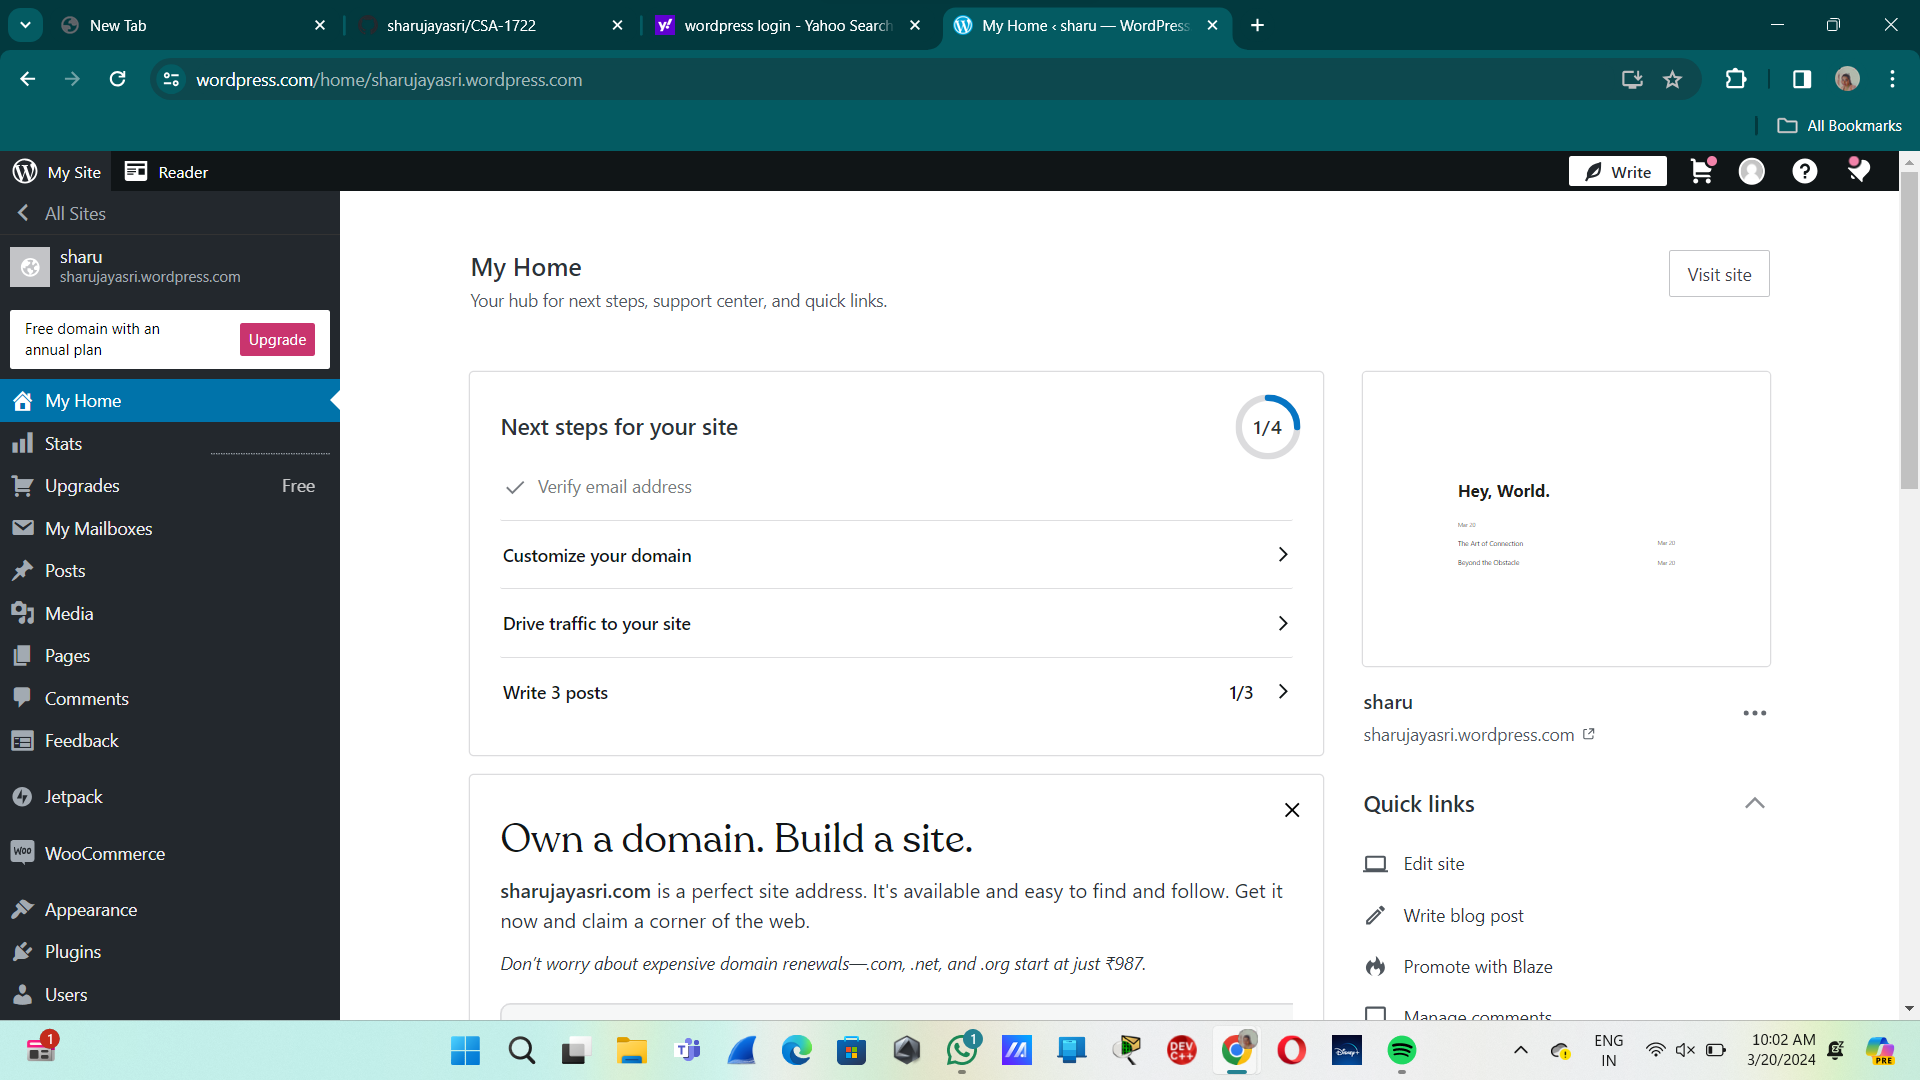 New Tab
sharujayasri/CSA-1722
wordpress login - Yahoo Search
My Home ‹ sharu — WordPress
wordpress.com/home/sharujayasri.wordpress.com
All Bookmarks
My Site
Reader
Write
All Sites
sharu
sharujayasri.wordpress.com
Free domain with an
annual plan
Upgrade
My Home
Stats
Upgrades
Free
My Mailboxes
Posts
Media
Pages
Comments
Feedback
Jetpack
WooCommerce
Appearance
Plugins
Users
My Home
Your hub for next steps, support center, and quick links.
Visit site
Next steps for your site
1/4
Verify email address
Customize your domain
Drive traffic to your site
Write 3 posts
1/3
Own a domain. Build a site.
sharujayasri.com is a perfect site address. It's available and easy to find and follow. Get it
now and claim a corner of the web.
Don't worry about expensive domain renewals—.com, .net, and .org start at just ₹987.
Hey, World.
Mar 20
The Art of Connection
Mar 20
Beyond the Obstacle
Mar 20
sharu
sharujayasri.wordpress.com
Quick links
Edit site
Write blog post
Promote with Blaze
Manage comments
1
1
DEV
C++
Disney+
ENG
IN
10:02 AM
3/20/2024
PRE